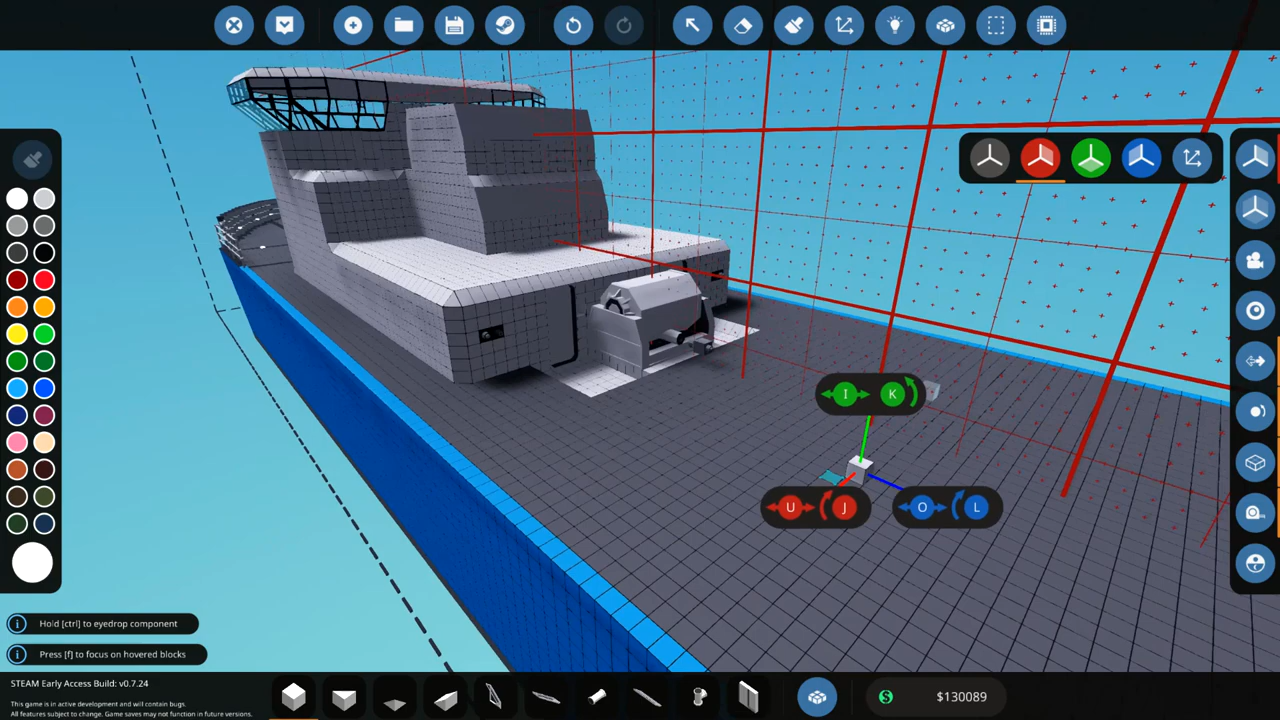 I K
U J
O L
Hold [ctrl] to eyedrop component
Press [f] to focus on hovered blocks
STEAM Early Access Build: v0.7.24
This game is in active development and will contain bugs.
All features subject to change. Game saves may not function in future versions.
$ $130089